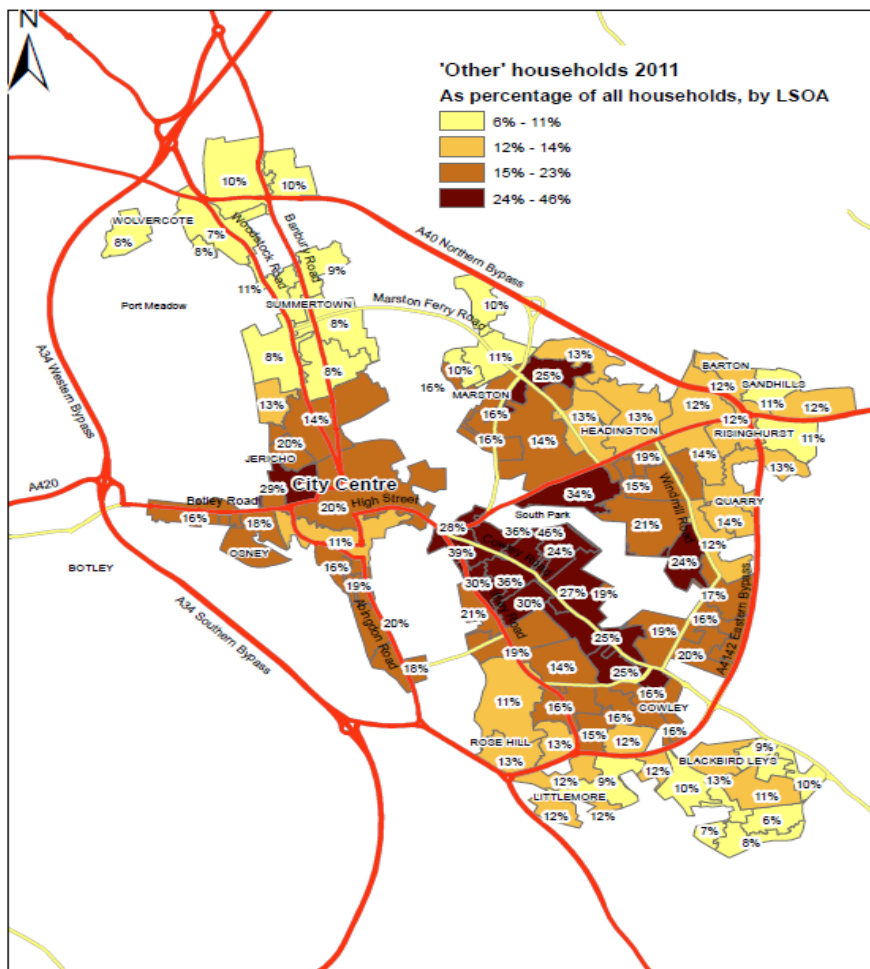 N
'Other' households 2011
As percentage of all households, by LSOA
6% - 11%
12% - 14%
15% - 23%
24% - 46%
10%
10%
WOLVERCOTE
8%
7%
8%
Woodstock Road
Banbury Road
9%
11%
A40 Northern Bypass
Port Meadow
SUMMERTOWN
Marston Ferry Road
10%
8%
8%
8%
A34 Western Bypass
11%
13%
10%
25%
16%
MARSTON
BARTON
12%
SANDHILLS
11%
12%
13%
14%
16%
13%
13%
12%
12%
HEADINGTON
RISINGHURST
11%
20%
16%
14%
JERICHO
19%
14%
13%
29%
City Centre
34%
15%
Windmill Road
QUARRY
A420
Botley Road
High Street
20%
16%
18%
South Park
21%
14%
28%
36%
46%
11%
OSNEY
39%
Cowley Road
24%
12%
16%
24%
BOTLEY
19%
30%
36%
27%
19%
17%
Abingdon Road
20%
21%
30%
16%
A34 Southern Bypass
25%
19%
A4142 Eastern Bypass
18%
19%
14%
25%
20%
11%
16%
16%
16%
COWLEY
ROSE HILL
13%
15%
12%
16%
13%
9%
BLACKBIRD LEYS
12%
9%
12%
13%
10%
10%
LITTLEMORE
11%
12%
12%
6%
7%
8%